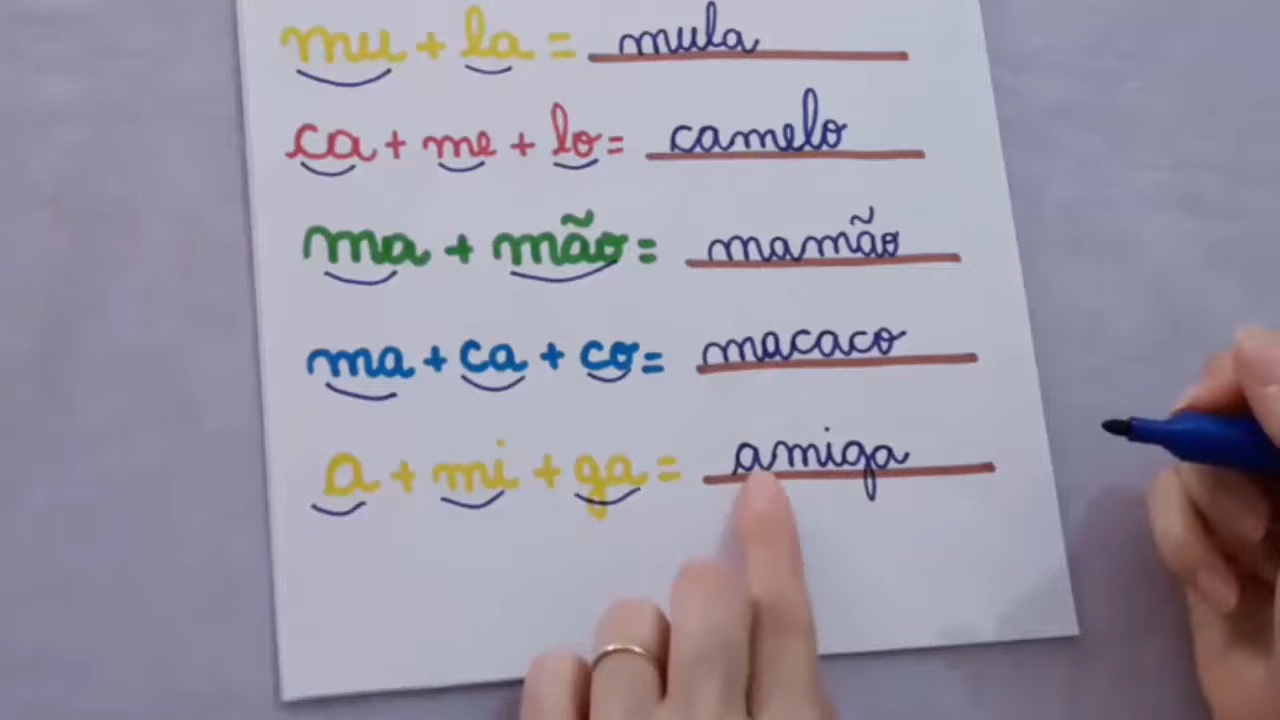 mu + la = mula
ca + me + lo = camelo
ma + mão = mamão
ma + ca + co = macaco
a + mi + ga = amiga